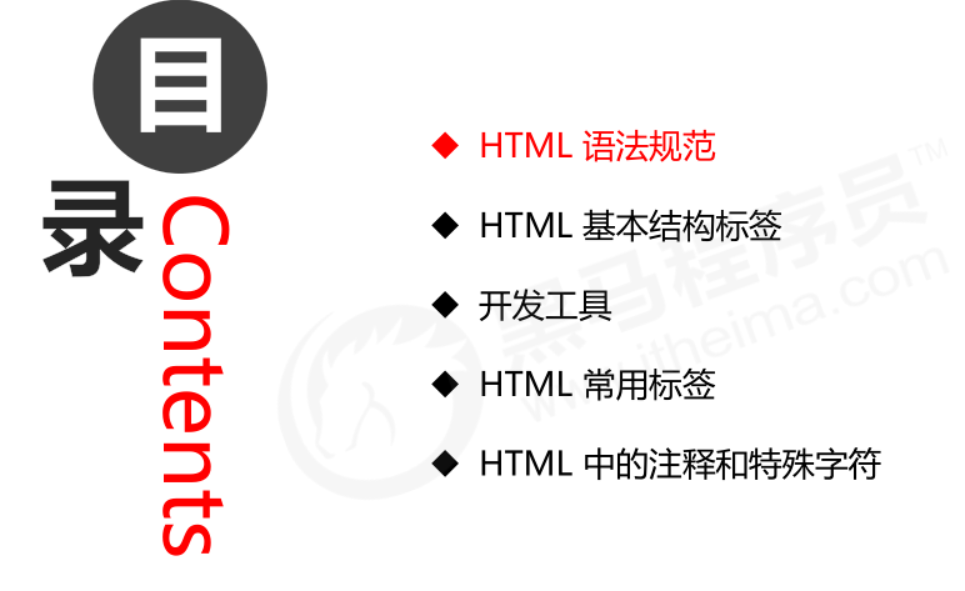 目录
Contents
HTML 语法规范
HTML 基本结构标签
开发工具
HTML 常用标签
HTML 中的注释和特殊字符
黑马程序员™
www.itheima.com